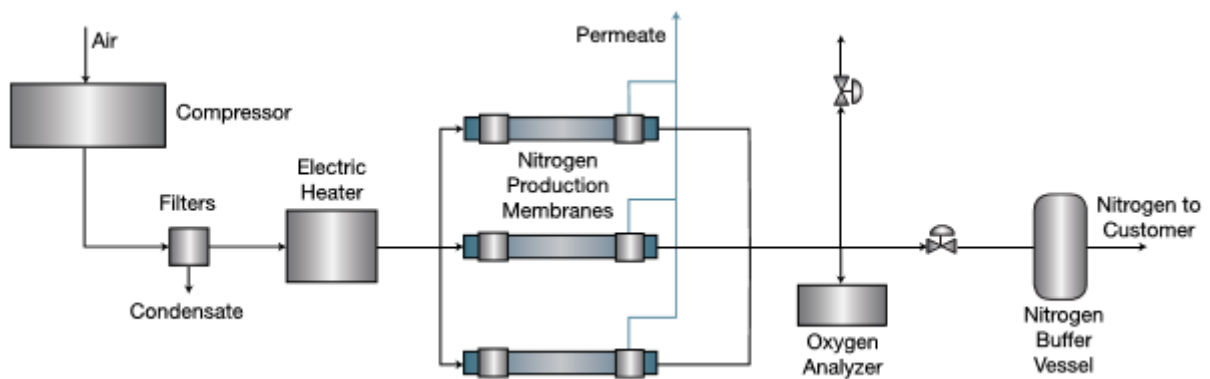 Air
Compressor
Filters
Condensate
Electric
Heater
Permeate
Nitrogen
Production
Membranes
Oxygen
Analyzer
Nitrogen to
Customer
Nitrogen
Buffer
Vessel